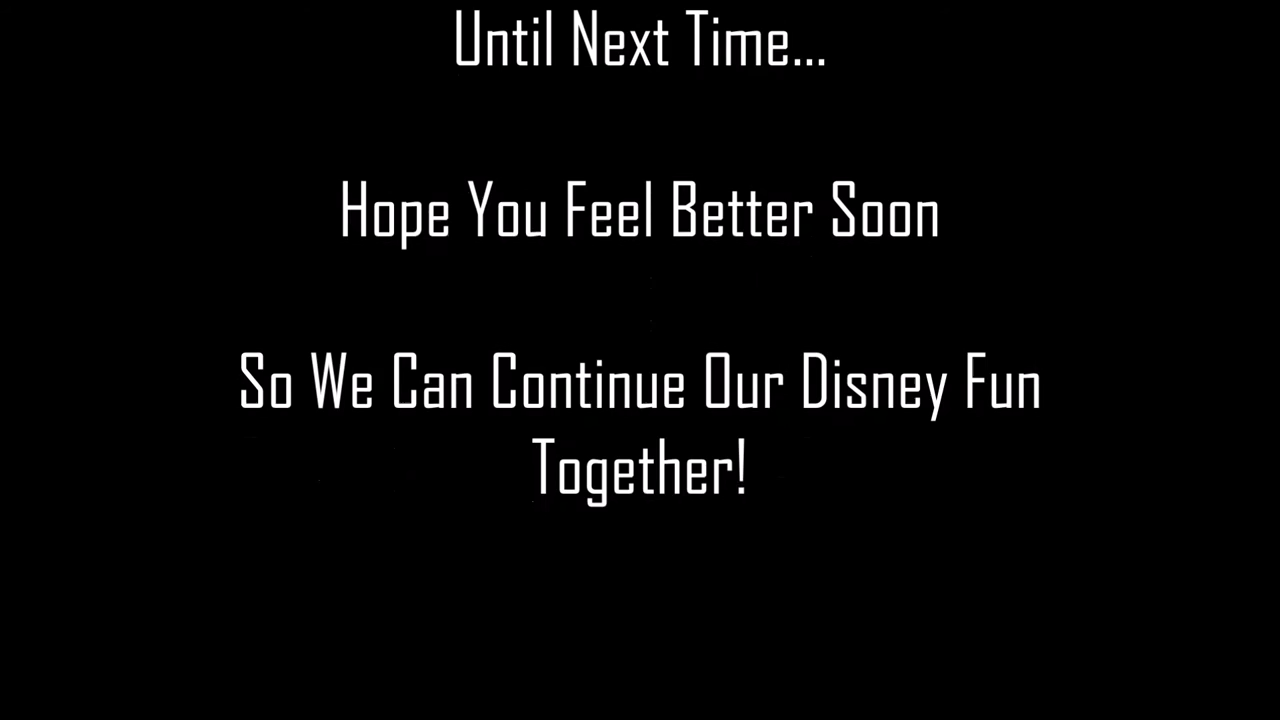 Until Next Time...
Hope You Feel Better Soon
So We Can Continue Our Disney Fun
Together!